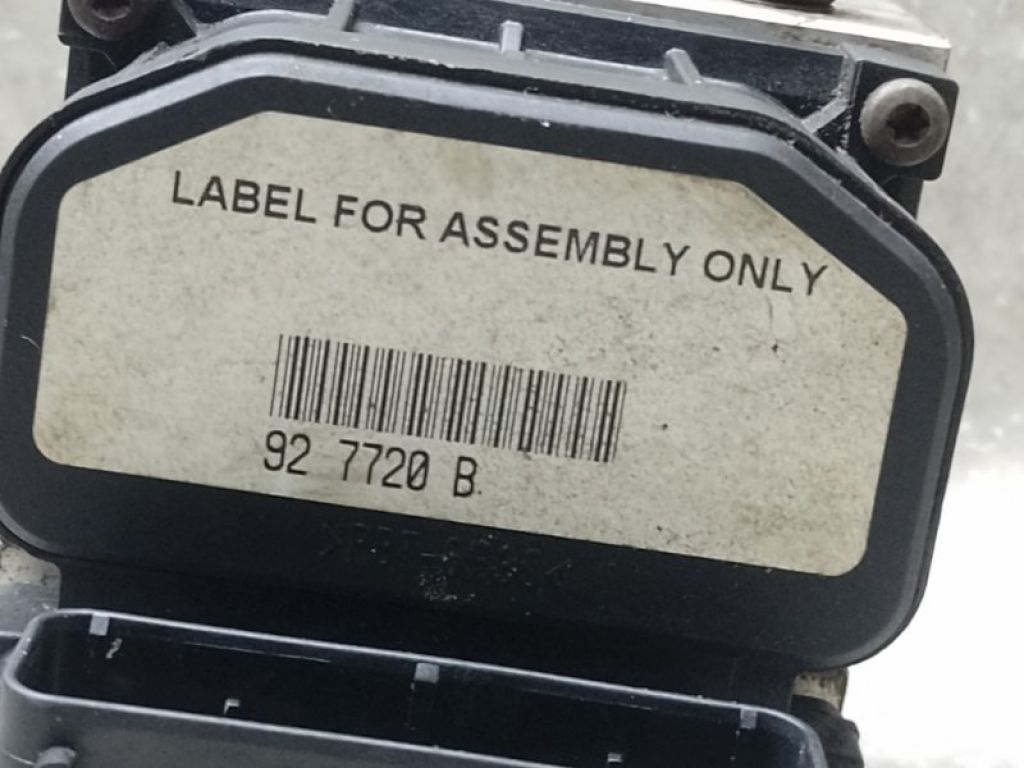 LABEL FOR ASSEMBLY ONLY
92 7720 B